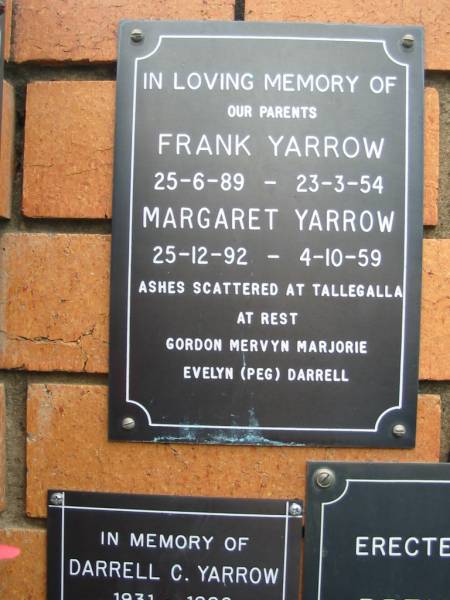 IN LOVING MEMORY OF
OUR PARENTS
FRANK YARROW
25-6-89 - 23-3-54
MARGARET YARROW
25-12-92 - 4-10-59
ASHES SCATTERED AT TALLEGALLA
AT REST
GORDON MERVYN MARJORIE
EVELYN (PEG) DARRELL
IN MEMORY OF
DARRELL C. YARROW
1931
ERECTE